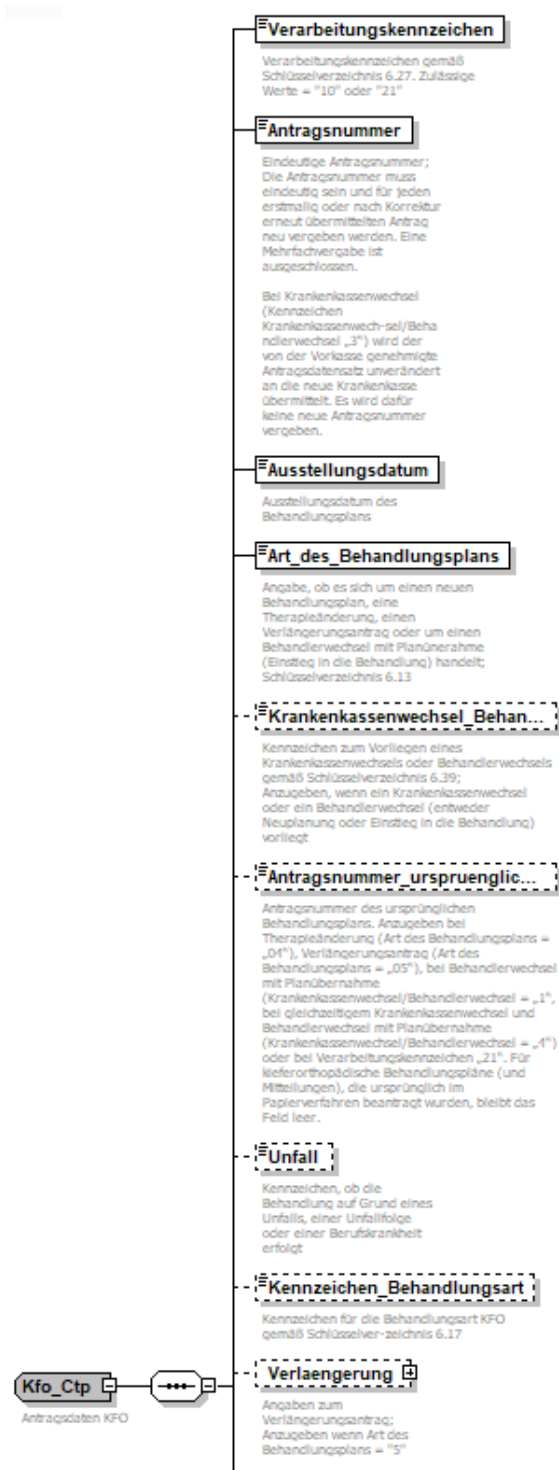 Verarbeitungskennzeichen
Verarbeitungskennzeichen gemäß
Schlüsselverzeichnis 6.27. Zulässige
Werte = "10" oder "21"
Antragsnummer
Eindeutige Antragsnummer;
Die Antragsnummer muss
eindeutig sein und für jeden
erstmalig oder nach Korrektur
erneut übermittelten Antrag
neu vergeben werden. Eine
Mehrfachvergabe ist
ausgeschlossen.
Bei Krankenkassenwechsel
(Kennzeichen
Krankenkassenwech-sel/Beha
ndlerwechsel „3“) wird der
von der Vorkasse genehmigte
Antragsdatensatz unverändert
an die neue Krankenkasse
übermittelt. Es wird dafür
keine neue Antragsnummer
vergeben.
Ausstellungsdatum
Ausstellungsdatum des
Behandlungsplans
Art_des_Behandlungsplans
Angabe, ob es sich um einen neuen
Behandlungsplan, eine
Therapieänderung, einen
Verlängerungsantrag oder um einen
Behandlerwechsel mit Planünerahme
(Einstieg in die Behandlung) handelt;
Schlüsselverzeichnis 6.13
Krankenkassenwechsel_Behan...
Kennzeichen zum Vorliegen eines
Krankenkassenwechsels oder Behandlerwechsels
gemäß Schlüsselverzeichnis 6.39;
Anzugeben, wenn ein Krankenkassenwechsel
oder ein Behandlerwechsel (entweder
Neuplanung oder Einstieg in die Behandlung)
vorliegt
Antragsnummer_urspruenglic...
Antragsnummer des ursprünglichen
Behandlungsplans. Anzugeben bei
Therapieänderung (Art des Behandlungsplans =
„04“), Verlängerungsantrag (Art des
Behandlungsplans = „05“), bei Behandlerwechsel
mit Planübernahme
(Krankenkassenwechsel/Behandlerwechsel = „1“,
bei gleichzeitigem Krankenkassenwechsel und
Behandlerwechsel mit Planübernahme
(Krankenkassenwechsel/Behandlerwechsel = „4“)
oder bei Verarbeitungskennzeichen „21“. Für
kieferorthopädische Behandlungspläne (und
Mitteilungen), die ursprünglich im
Papierverfahren beantragt wurden, bleibt das
Feld leer.
Unfall
Kennzeichen, ob die
Behandlung auf Grund eines
Unfalls, einer Unfallfolge
oder einer Berufskrankheit
erfolgt
Kennzeichen_Behandlungsart
Kennzeichen für die Behandlungsart KFO
gemäß Schlüsselver-zeichnis 6.17
Kfo_Ctp
Antragsdaten KFO
Verlaengerung
Angaben zum
Verlängerungsantrag;
Anzugeben wenn Art des
Behandlungsplans = "5"